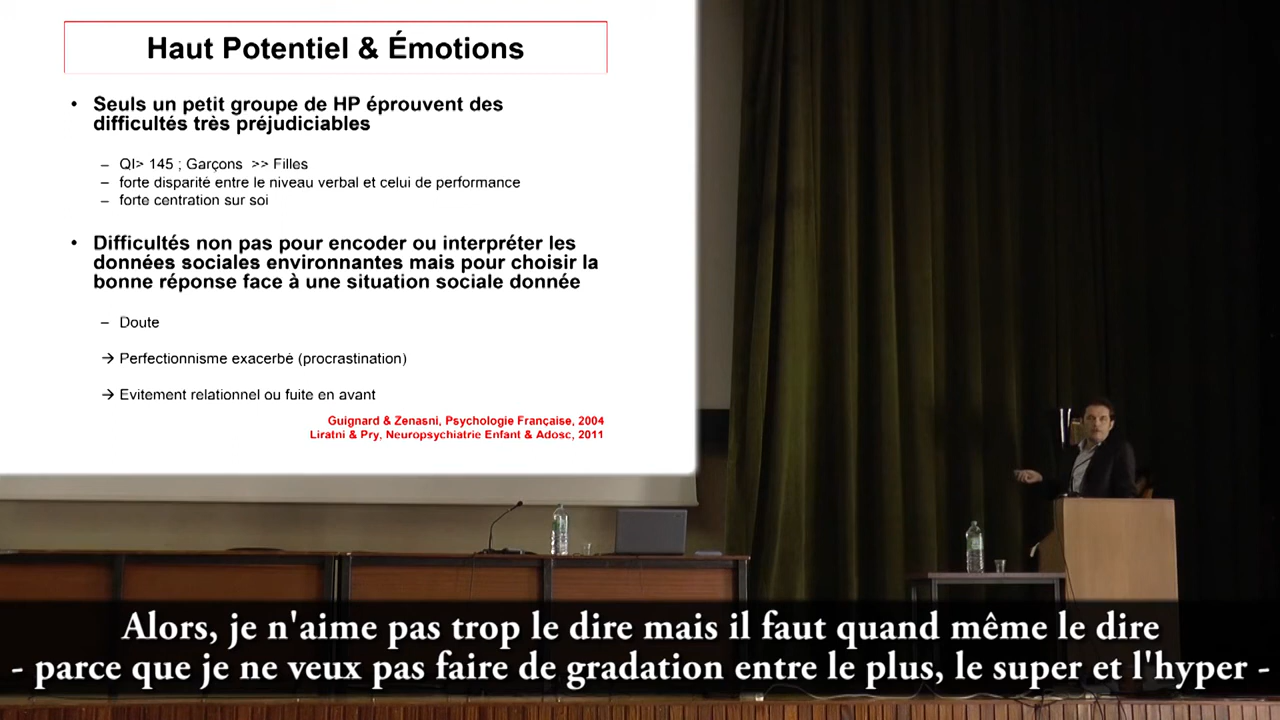 Haut Potentiel & Émotions
• Seuls un petit groupe de HP éprouvent des
difficultés très préjudiciables
– QI> 145 ; Garçons >> Filles
– forte disparité entre le niveau verbal et celui de performance
– forte centration sur soi
• Difficultés non pas pour encoder ou interpréter les
données sociales environnantes mais pour choisir la
bonne réponse face à une situation sociale donnée
– Doute
→ Perfectionnisme exacerbé (procrastination)
→ Evitement relationnel ou fuite en avant
Guignard & Zenasni, Psychologie Française, 2004
Liratni & Pry, Neuropsychiatrie Enfant & Adosc, 2011
Alors, je n'aime pas trop le dire mais il faut quand même le dire
- parce que je ne veux pas faire de gradation entre le plus, le super et l'hyper -